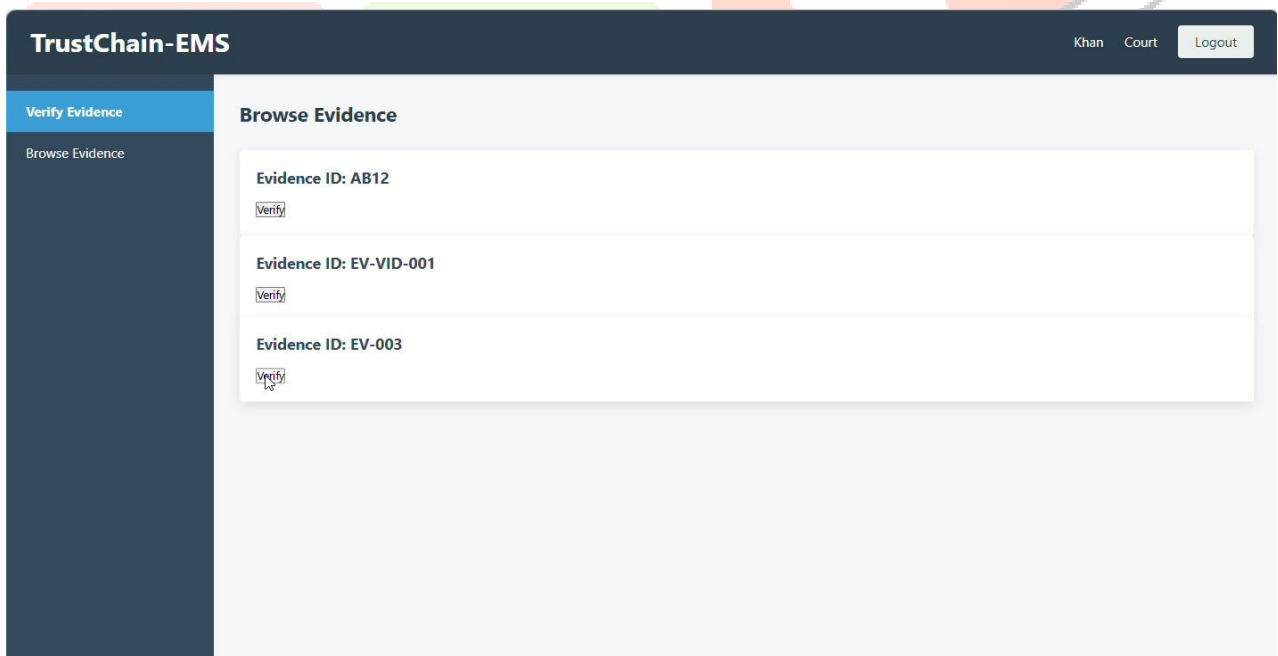 TrustChain-EMS
Khan Court Logout
Verify Evidence
Browse Evidence
Browse Evidence
Evidence ID: AB12
Verify
Evidence ID: EV-VID-001
Verify
Evidence ID: EV-003
Verify